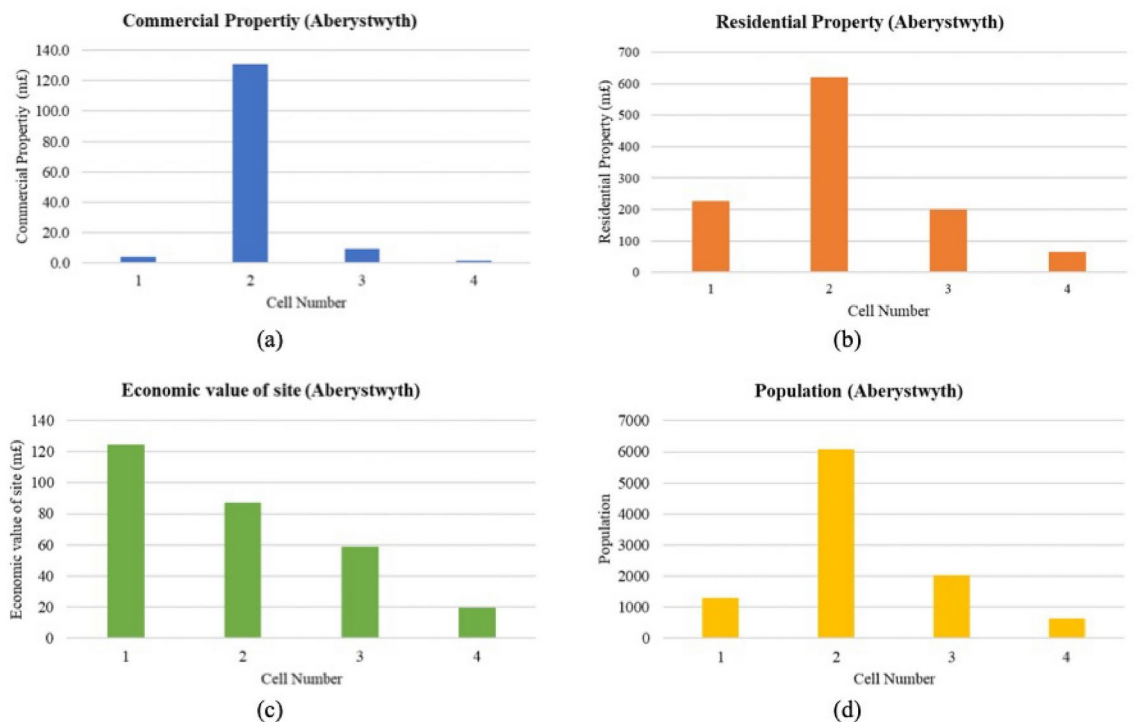 Commercial Propertiy (Aberystwyth)
Commercial Propertiy (m£)
140.0
120.0
100.0
80.0
60.0
40.0
20.0
0.0
1 2 3 4
Cell Number
(a)
Residential Property (Aberystwyth)
Residential Property (m£)
700
600
500
400
300
200
100
0
1 2 3 4
Cell Number
(b)
Economic value of site (Aberystwyth)
Economic value of site (m£)
140
120
100
80
60
40
20
0
1 2 3 4
Cell Number
(c)
Population (Aberystwyth)
Population
7000
6000
5000
4000
3000
2000
1000
0
1 2 3 4
Cell Number
(d)